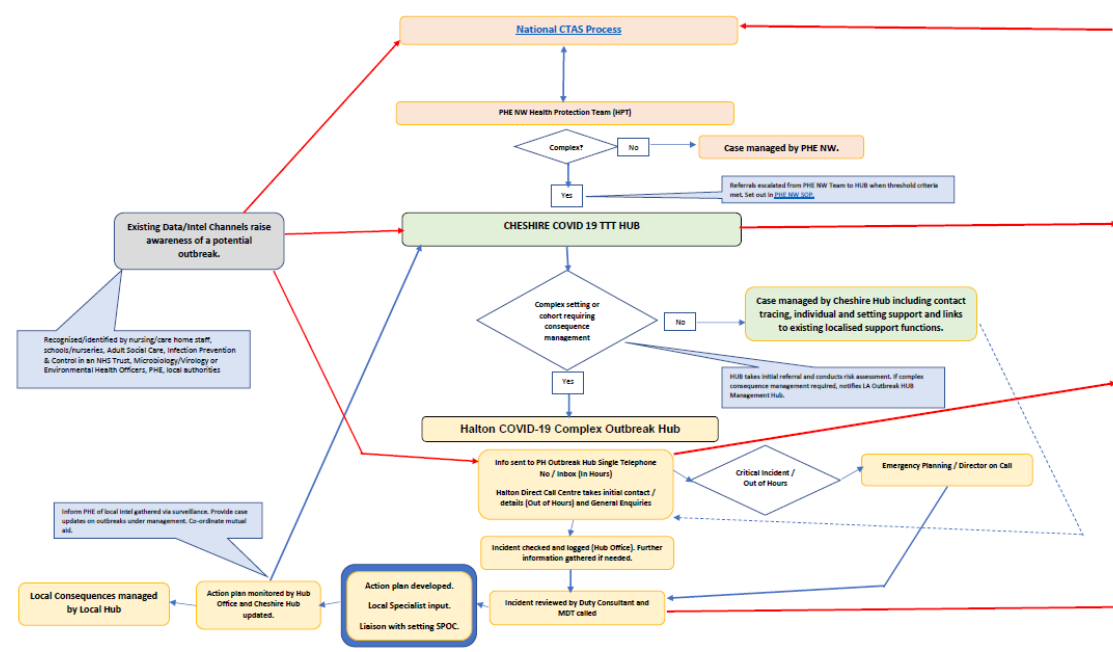 National CTAS Process
PHE NW Health Protection Team (HPT)
Complex?
No
Case managed by PHE NW.
Yes
Referrals escalated from PHE NW Team to HUB when threshold criteria
met. Set out in PHE NW SOP.
Existing Data/Intel Channels raise
awareness of a potential
outbreak.
CHESHIRE COVID 19 TTT HUB
Recognised/identified by nursing/care home staff,
schools/nurseries, Adult Social Care, Infection Prevention
& Control in an NHS Trust, Microbiology/Virology or
Environmental Health Officers, PHE, local authorities
Complex setting or
cohort requiring
consequence
management
No
Case managed by Cheshire Hub including contact
tracing, individual and setting support and links
to existing localised support functions.
Yes
HUB takes initial referral and conducts risk assessment. If complex
consequence management required, notifies LA Outbreak HUB
Management Hub.
Halton COVID-19 Complex Outbreak Hub
Info sent to PH Outbreak Hub Single Telephone
No / Inbox (In Hours)
Halton Direct Call Centre takes initial contact /
details (Out of Hours) and General Enquiries
Critical Incident /
Out of Hours
Emergency Planning / Director on Call
Inform PHE of local Intel gathered via surveillance. Provide case
updates on outbreaks under management. Co-ordinate mutual
aid.
Incident checked and logged (Hub Office). Further
information gathered if needed.
Local Consequences managed
by Local Hub
Action plan monitored by Hub
Office and Cheshire Hub
updated.
Action plan developed.
Local Specialist input.
Liaison with setting SPOC.
Incident reviewed by Duty Consultant and
MDT called